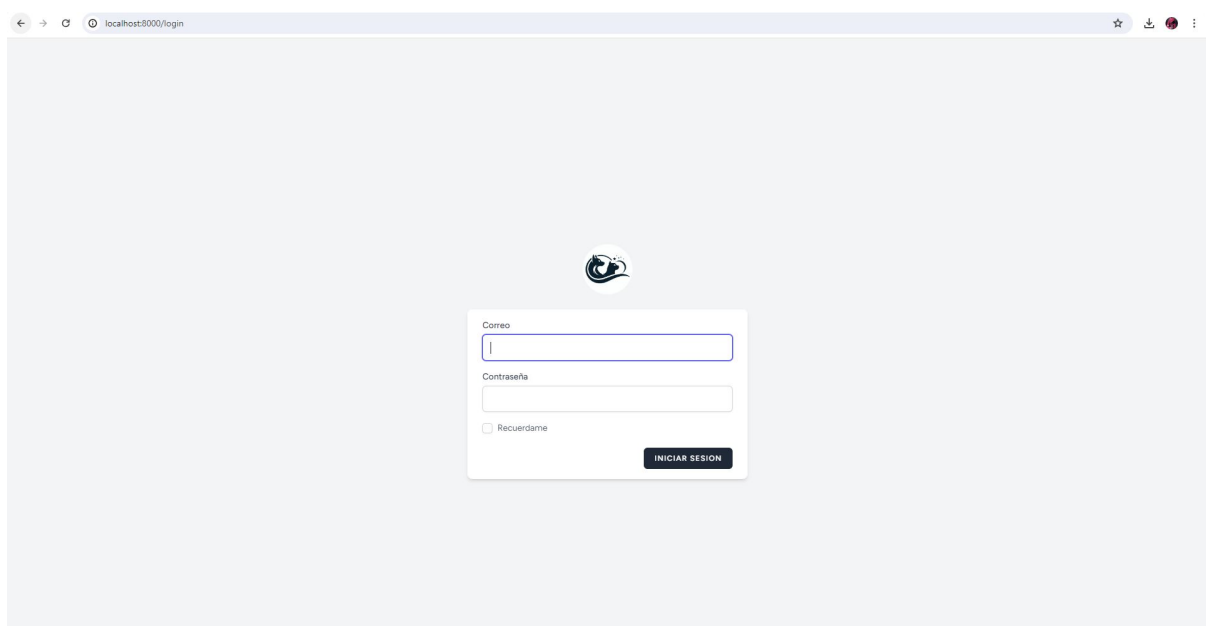 localhost:8000/login
Correo
Contraseña
Recuerdame
INICIAR SESION